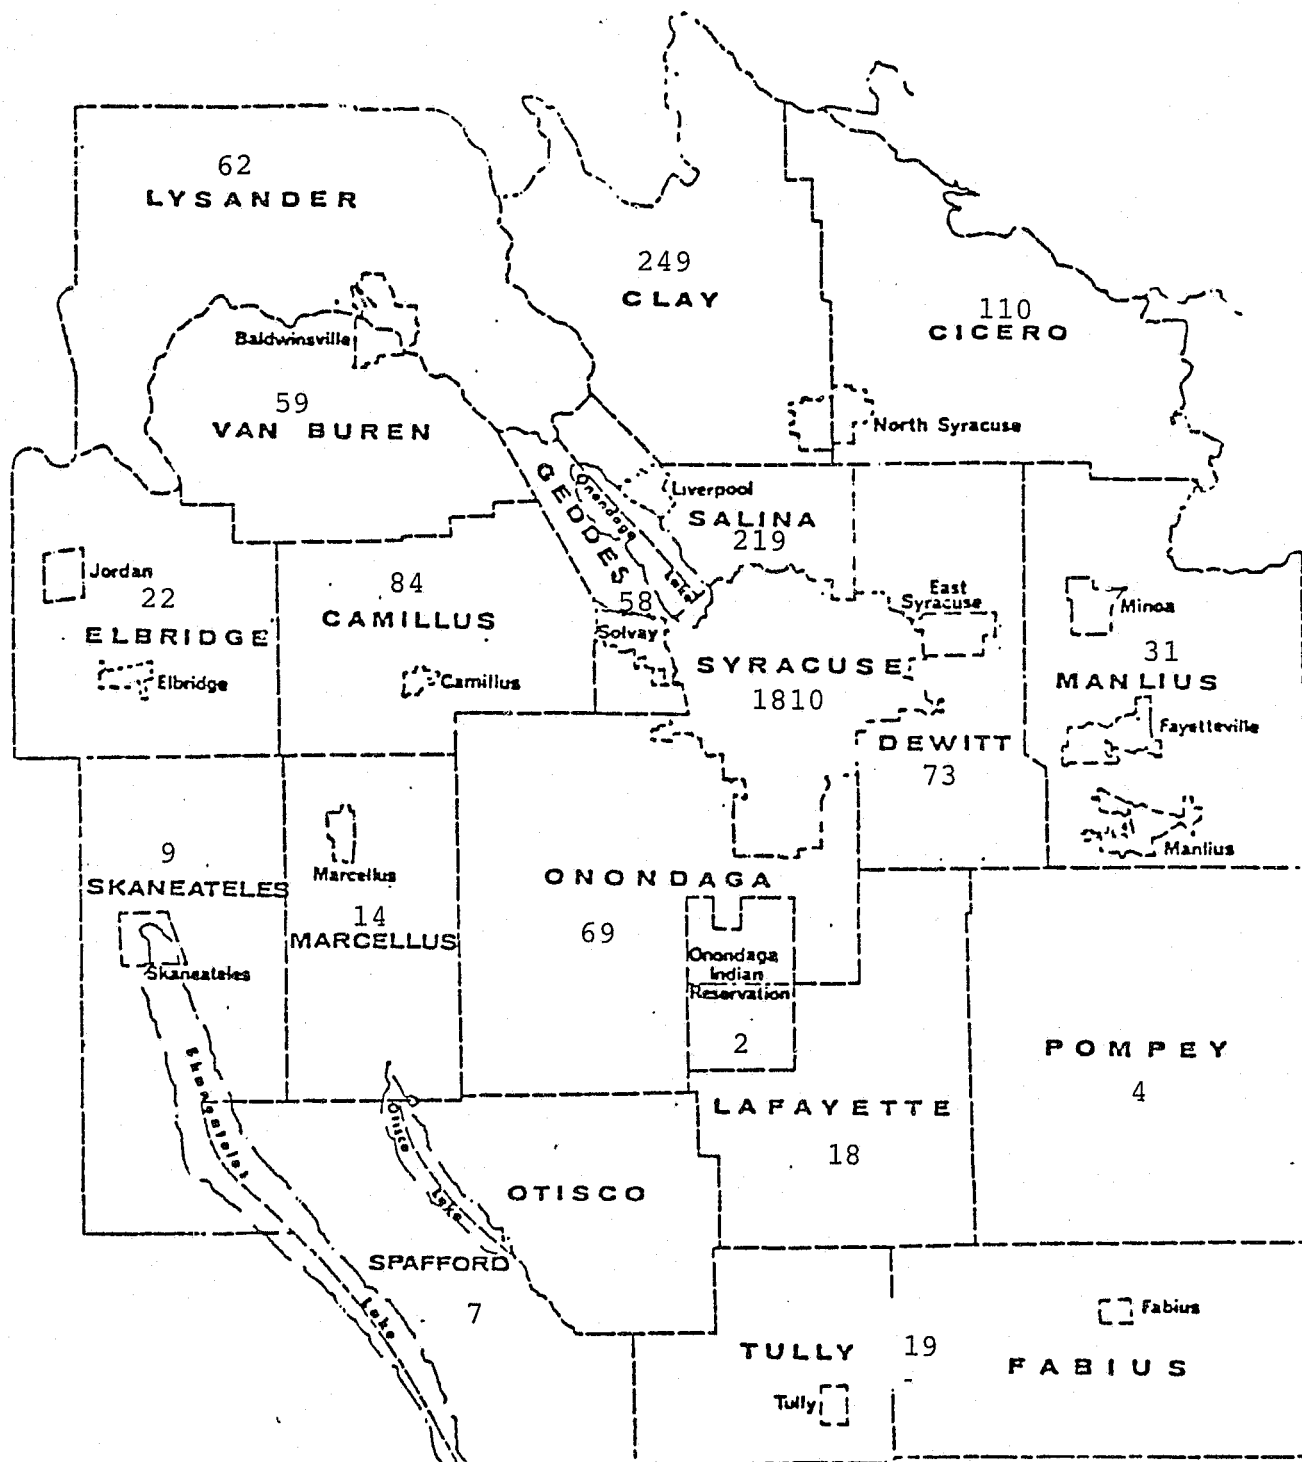 62
LYSANDER
249
CLAY
110
CICERO
Baldwinsville
59
VAN BUREN
North Syracuse
GEDDES
58
Onondaga
Lake
Liverpool
SALINA
219
Jordan
22
ELBRIDGE
Elbridge
84
CAMILLUS
Camillus
Solvay
SYRACUSE
1810
East
Syracuse
Minoa
31
MANLIUS
Fayetteville
DEWITT
73
Manlius
9
SKANEATELES
Skaneateles
Marcellus
14
MARCELLUS
ONONDAGA
69
Onondaga
Indian
Reservation
2
POMPEY
4
LAFAYETTE
18
Skaneateles
Lake
Otisco
Lake
OTISCO
SPAFFORD
7
TULLY
Tully
19
Fabius
FABIUS